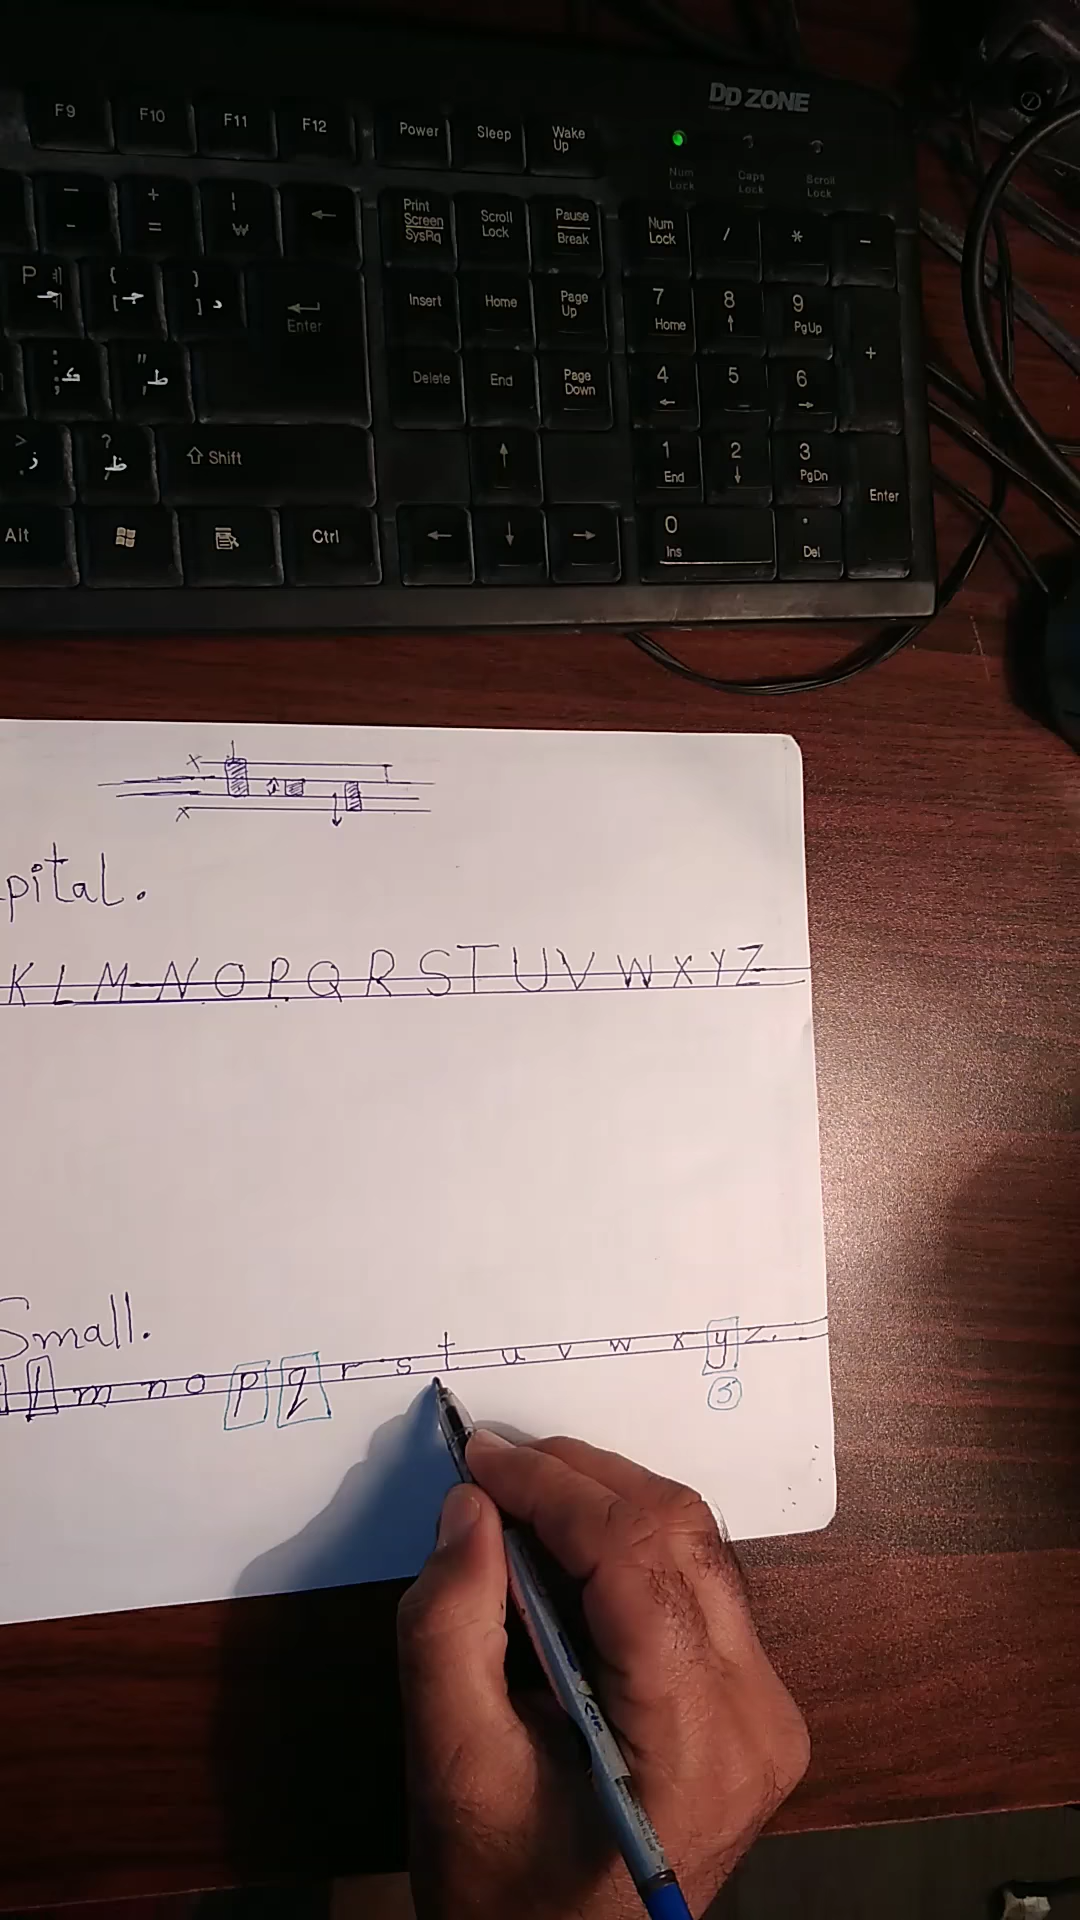 DD ZONE
F9 F10 F11 F12 Power Sleep Wake Up
Num Lock Caps Lock Scroll Lock
Print Screen SysRq Scroll Lock Pause Break Num Lock / * -
P { [ } ] د Enter Insert Home Page Up 7 Home 8 9 PgUp +
: ; ك " ' ط Delete End Page Down 4 5 6
> . ز ? / ظ Shift 1 End 2 3 PgDn Enter
Alt Ctrl 0 Ins . Del
x
x
pital.
K L M N O P Q R S T U V W X Y Z
Small.
l m n o p q r s t u v w x y z.
5